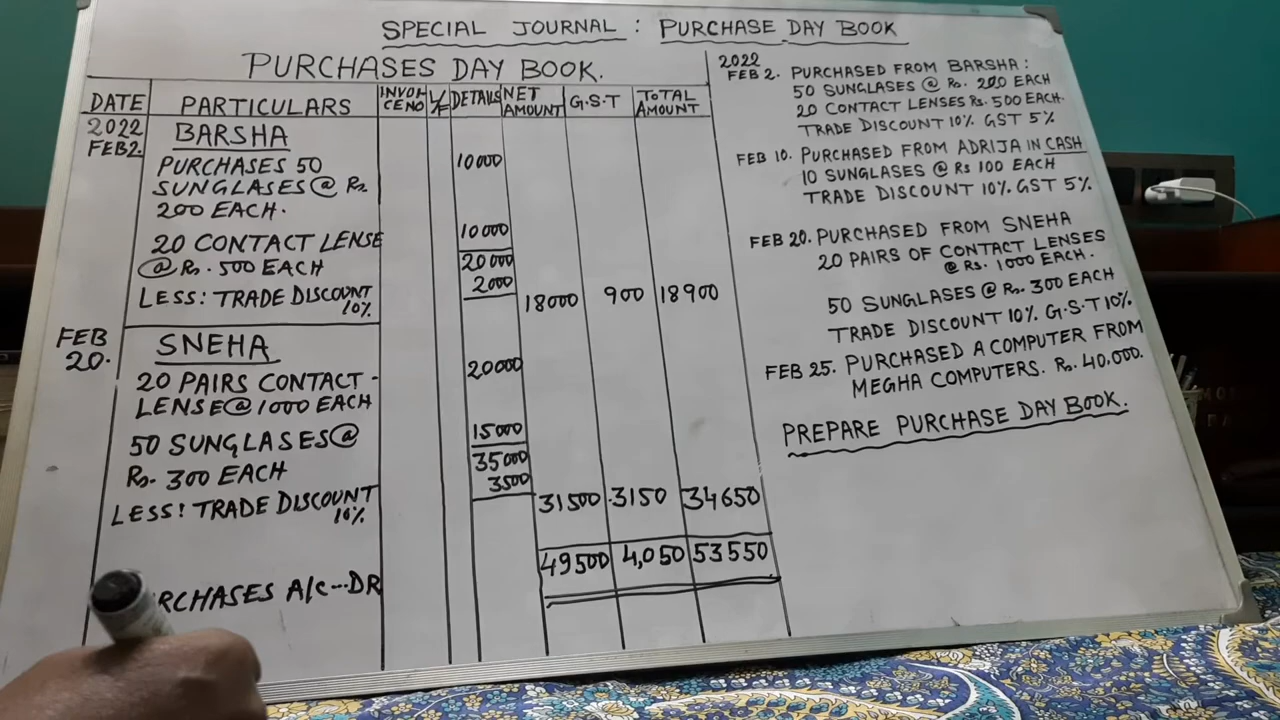 SPECIAL JOURNAL : PURCHASE DAY BOOK
PURCHASES DAY BOOK.
DATE PARTICULARS INVOICE NO L/F DETAILS NET AMOUNT G.S.T TOTAL AMOUNT
2022
FEB2. BARSHA
PURCHASES 50 10000
SUNGLASES @ Rs.
200 EACH.
20 CONTACT LENSE 10000
@ Rs. 500 EACH 20000
LESS: TRADE DISCOUNT 2000
10% 18000 900 18900
FEB
20. SNEHA
20 PAIRS CONTACT - 20000
LENSE@1000 EACH
50 SUNGLASES@ 15000
Rs. 300 EACH 35000
LESS! TRADE DISCOUNT 3500
10% 31500 3150 34650
49500 4,050 53550
RCHASES A/C---DR
2022
FEB 2. PURCHASED FROM BARSHA :
50 SUNGLASES @ Rs. 200 EACH
20 CONTACT LENSES Rs. 500 EACH.
TRADE DISCOUNT 10% GST 5%
FEB 10. PURCHASED FROM ADRIJA IN CASH
10 SUNGLASES @ Rs 100 EACH
TRADE DISCOUNT 10% GST 5%
FEB 20. PURCHASED FROM SNEHA
20 PAIRS OF CONTACT LENSES
@ Rs. 1000 EACH.
50 SUNGLASES @ Rs. 300 EACH
TRADE DISCOUNT 10% G.S.T 10%
FEB 25. PURCHASED A COMPUTER FROM
MEGHA COMPUTERS. Rs. 40,000.
PREPARE PURCHASE DAY BOOK.